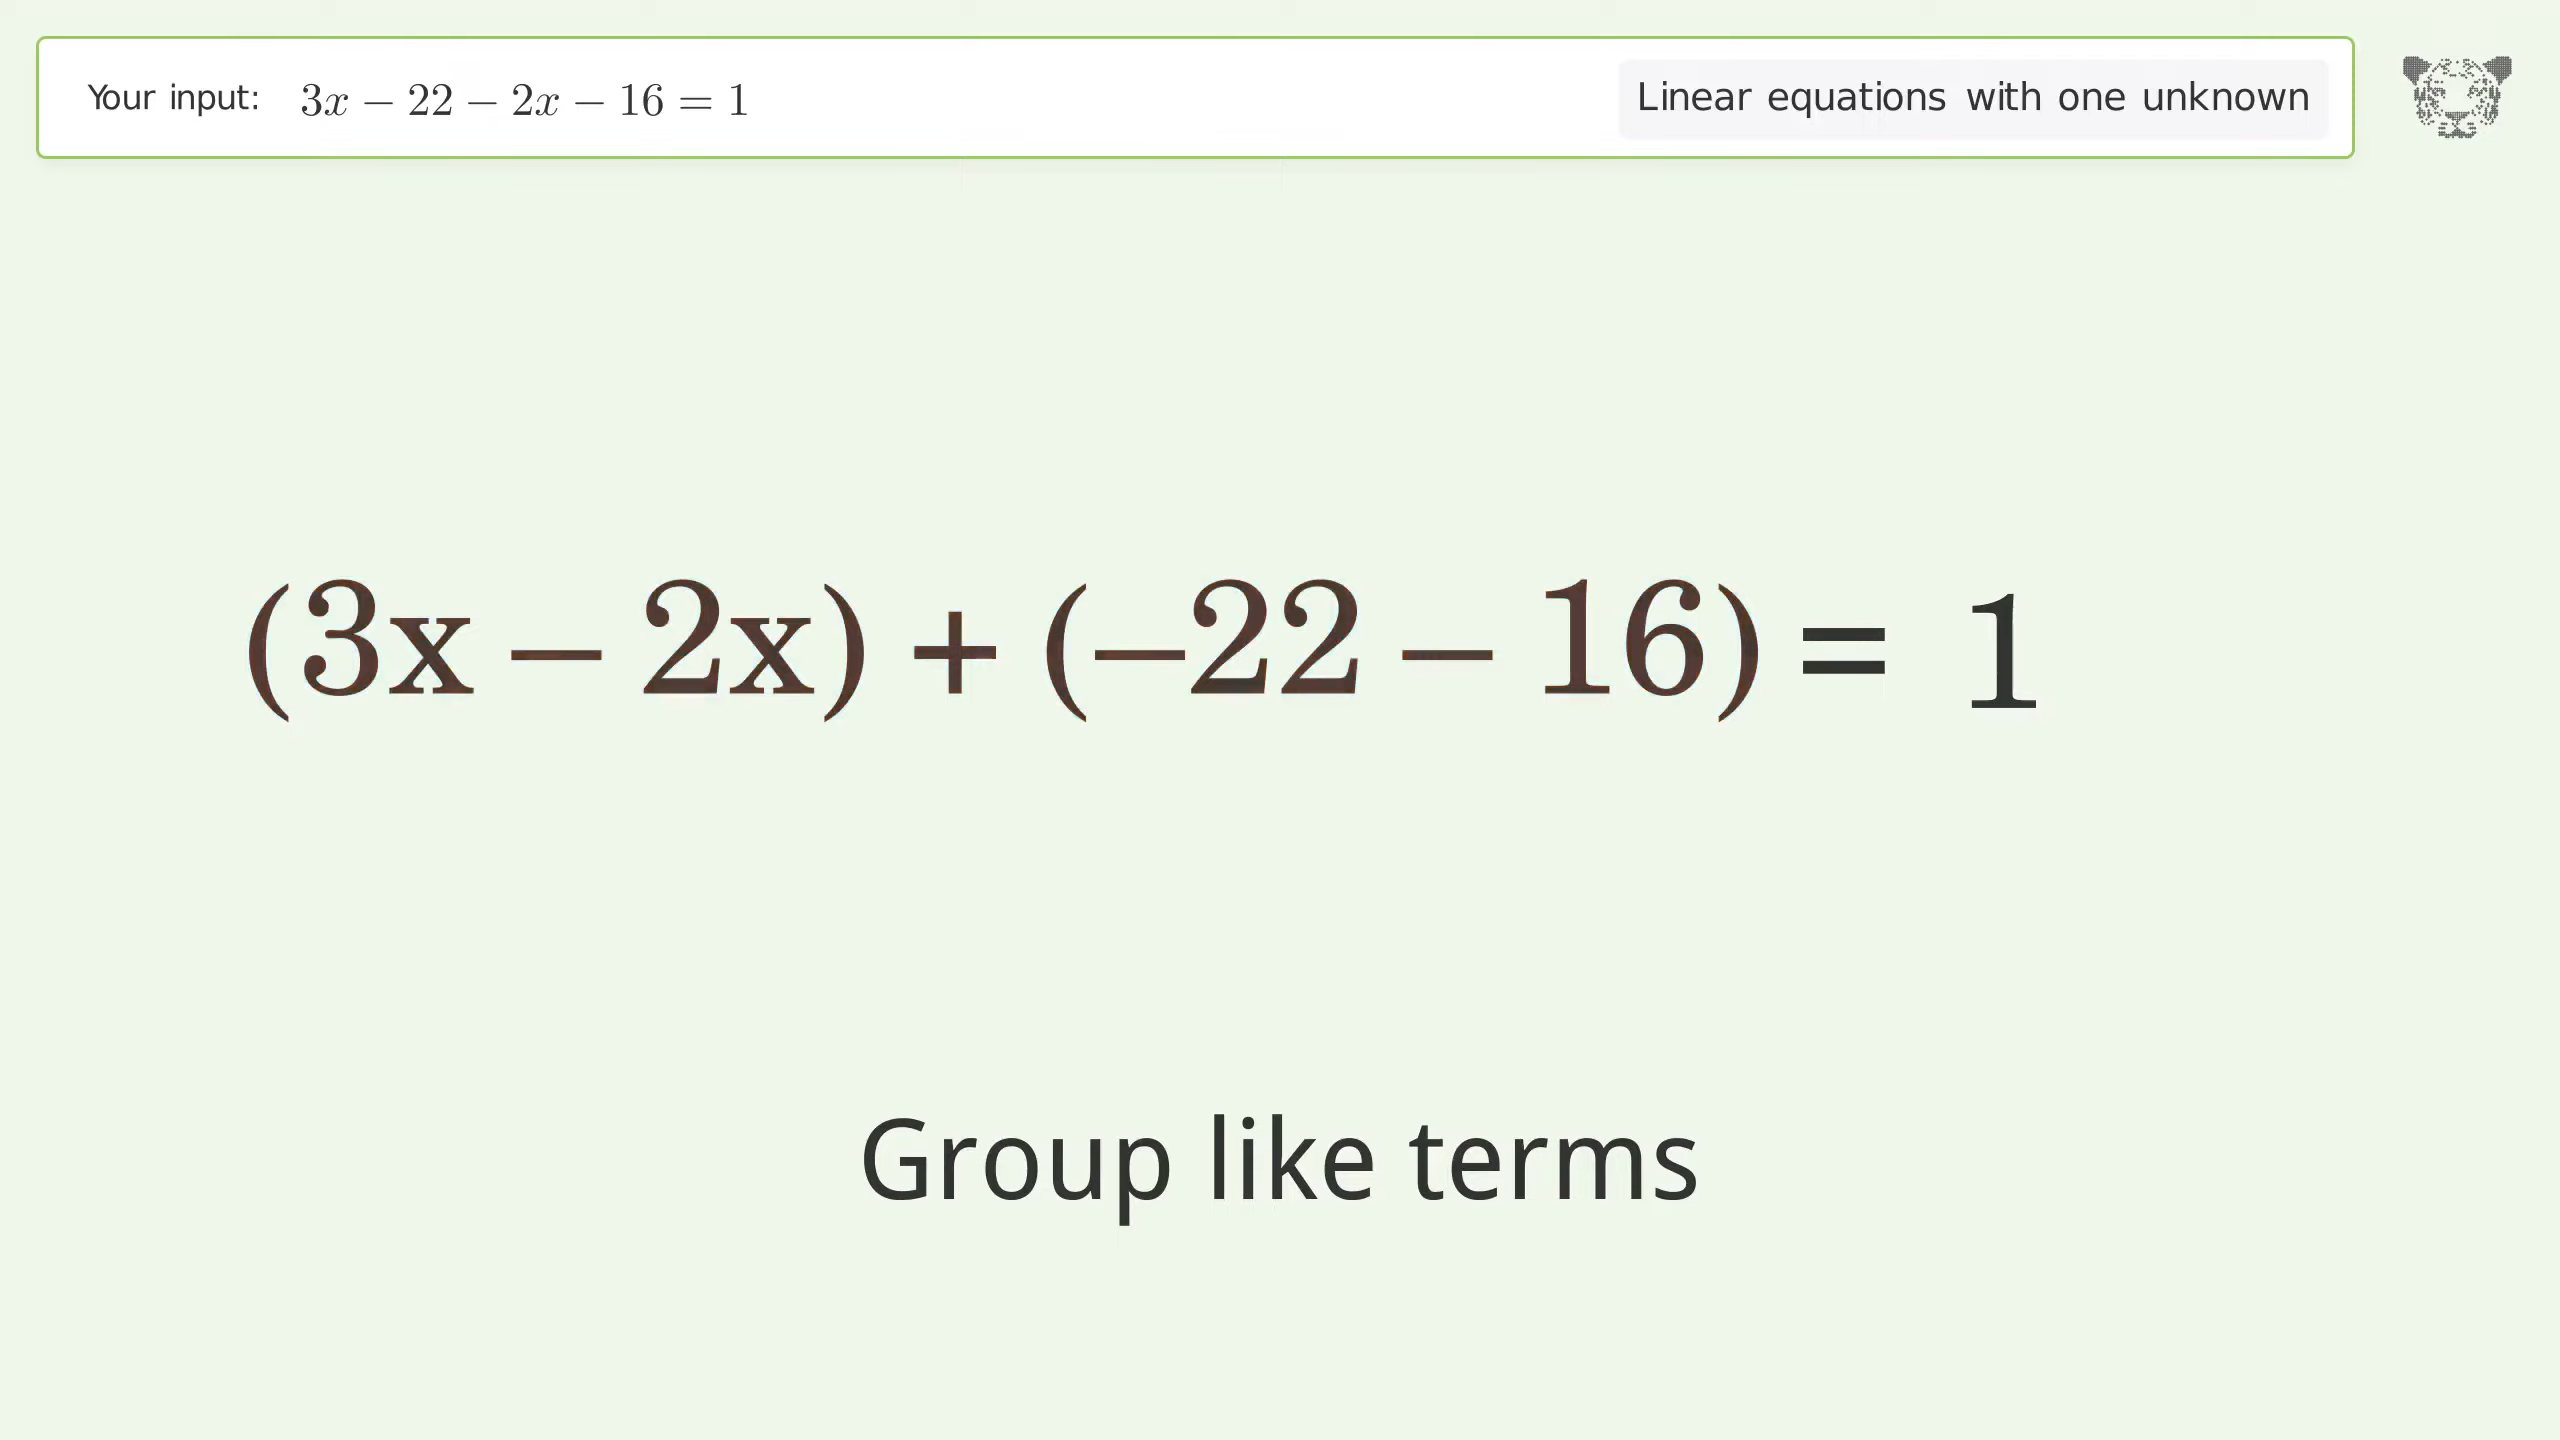 Your input: 3x − 22 − 2x − 16 = 1
Linear equations with one unknown
(3x − 2x) + (−22 − 16) = 1
Group like terms